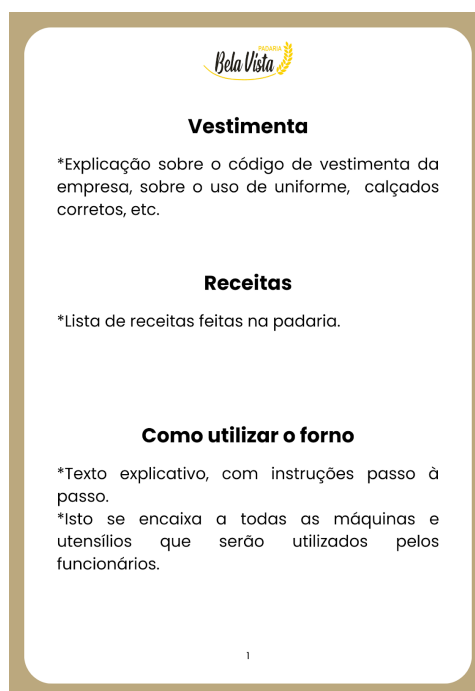 PADARIA
Bela Vista
Vestimenta
*Explicação sobre o código de vestimenta da
empresa, sobre o uso de uniforme, calçados
corretos, etc.
Receitas
*Lista de receitas feitas na padaria.
Como utilizar o forno
*Texto explicativo, com instruções passo à
passo.
*Isto se encaixa a todas as máquinas e
utensílios que serão utilizados pelos
funcionários.
1